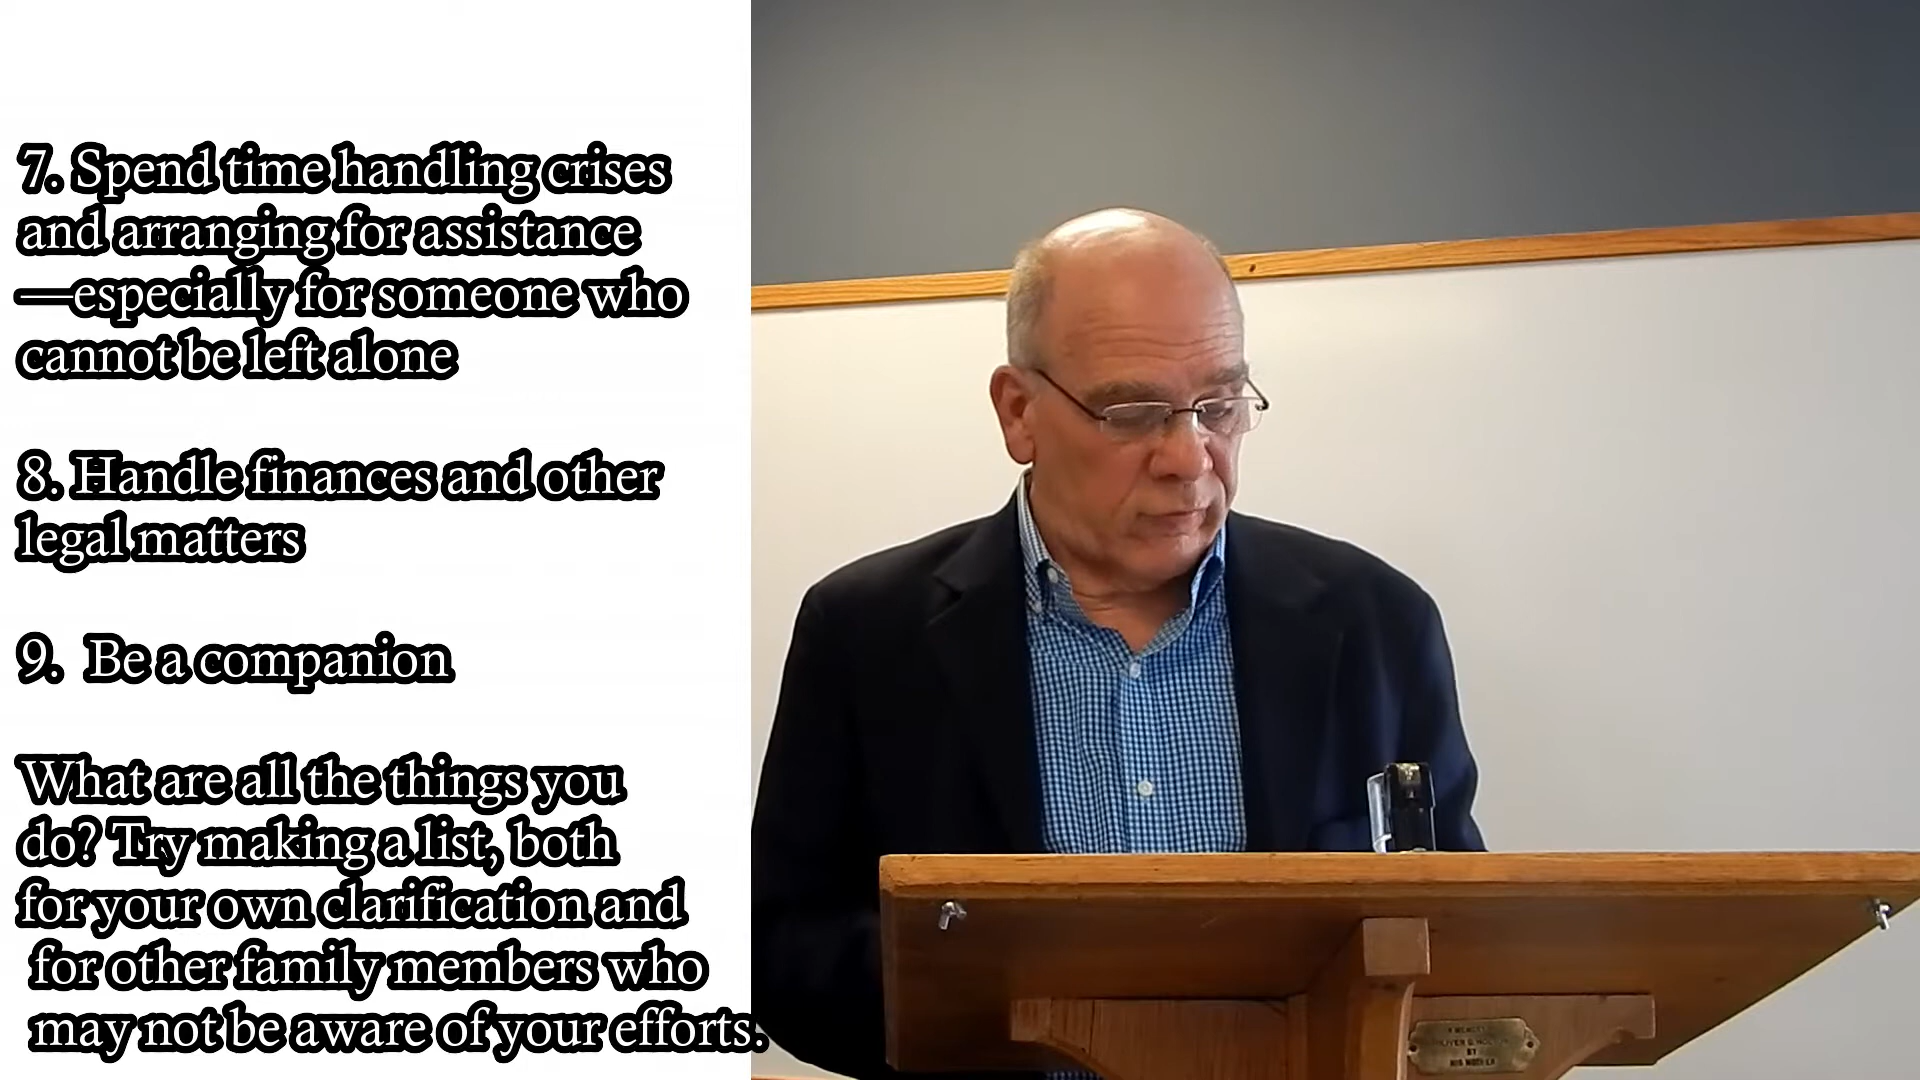 7. Spend time handling crises
and arranging for assistance
—especially for someone who
cannot be left alone
8. Handle finances and other
legal matters
9. Be a companion
What are all the things you
do? Try making a list, both
for your own clarification and
for other family members who
may not be aware of your efforts.
OLIVER G.
BY